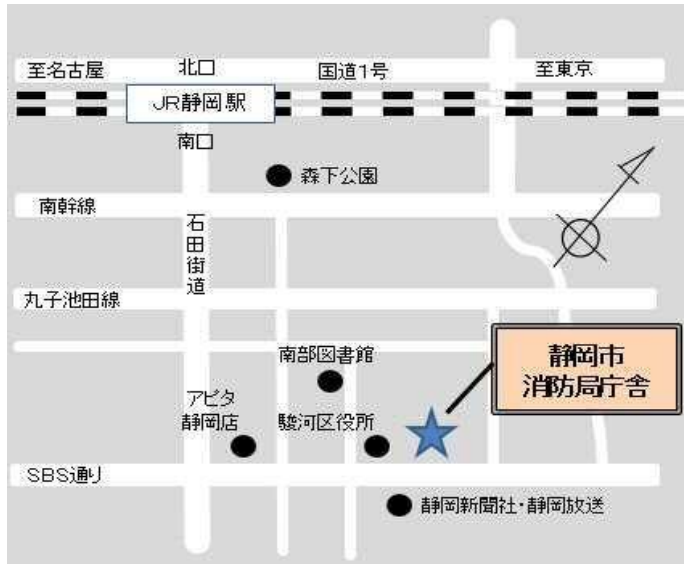 至名古屋
北口
国道1号
至東京
JR静岡駅
南口
森下公園
南幹線
石田街道
丸子池田線
静岡市
消防局庁舎
南部図書館
アピタ
静岡店
駿河区役所
SBS通り
静岡新聞社・静岡放送